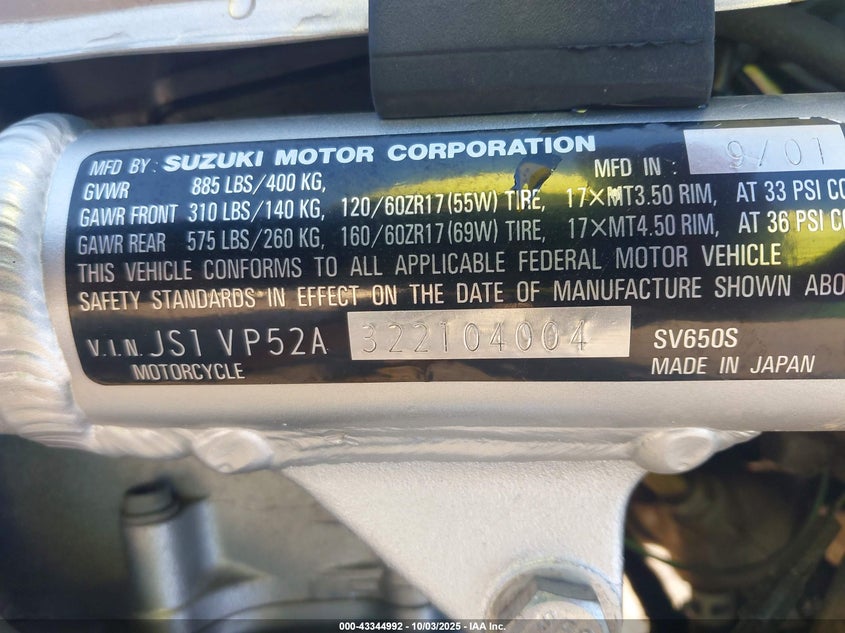 MFD BY : SUZUKI MOTOR CORPORATION MFD IN : 9/01
GVWR 885 LBS/400 KG,
GAWR FRONT 310 LBS/140 KG, 120/60ZR17(55W) TIRE, 17×MT3.50 RIM, AT 33 PSI CO
GAWR REAR 575 LBS/260 KG, 160/60ZR17(69W) TIRE, 17×MT4.50 RIM, AT 36 PSI CO
THIS VEHICLE CONFORMS TO ALL APPLICABLE FEDERAL MOTOR VEHICLE
SAFETY STANDARDS IN EFFECT ON THE DATE OF MANUFACTURE SHOWN ABO
V.I.N. JS1VP52A 322104004 SV650S
MOTORCYCLE MADE IN JAPAN
000-43344992 - 10/03/2025 - IAA Inc.